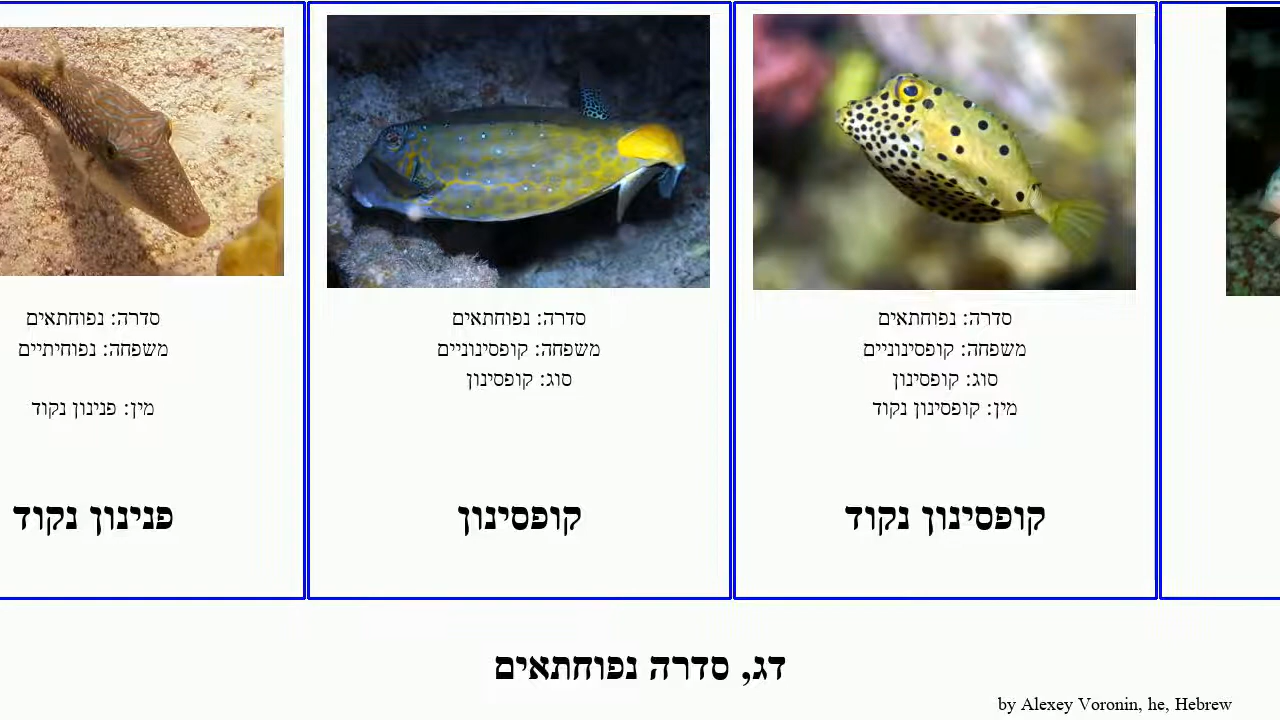 סדרה: נפוחתאים
משפחה: קופסינוניים
סוג: קופסינון
מין: קופסינון נקוד
קופסינון נקוד
סדרה: נפוחתאים
משפחה: קופסינוניים
סוג: קופסינון
קופסינון
סדרה: נפוחתאים
משפחה: נפוחיתיים
מין: פנינון נקוד
פנינון נקוד
דג, סדרה נפוחתאים
by Alexey Voronin, he, Hebrew